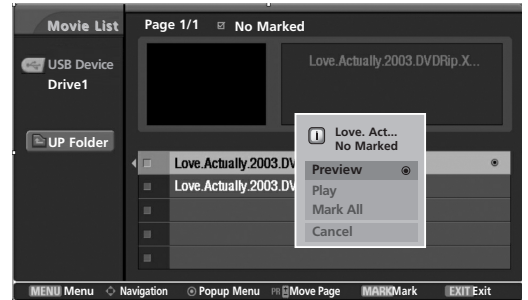 Movie List
Page 1/1 No Marked
USB Device
Drive1
Love.Actually.2003.DVDRip.X...
UP Folder
Love. Act...
No Marked
Love.Actually.2003.DV
Love.Actually.2003.DV
Preview
Play
Mark All
Cancel
MENU Menu Navigation Popup Menu PR Move Page MARK Mark EXIT Exit